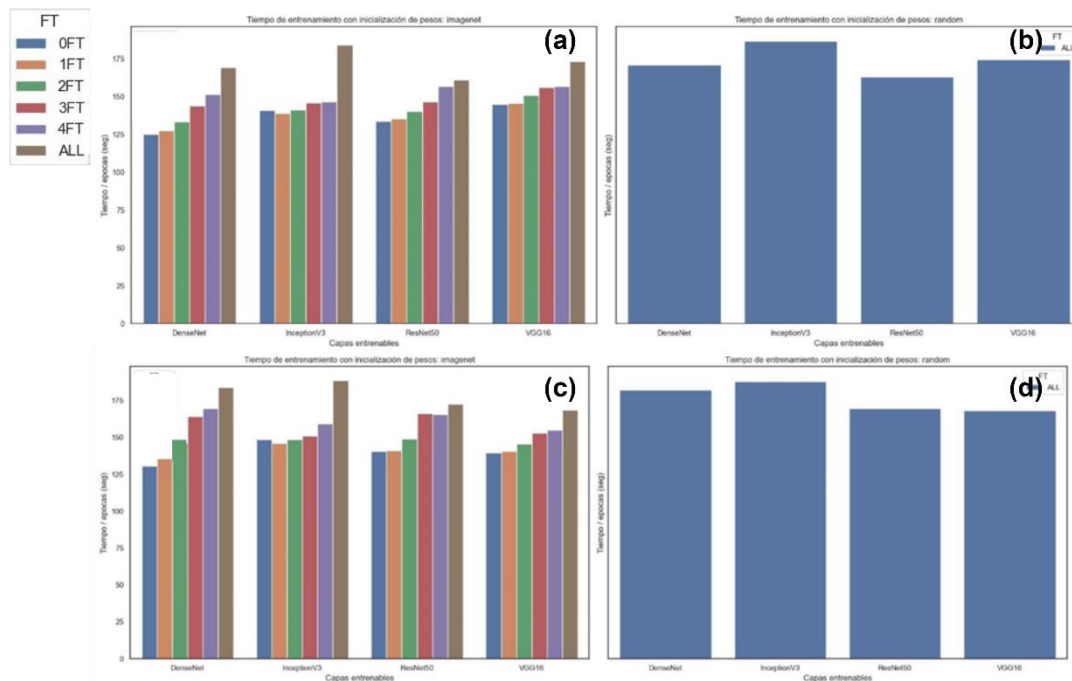 FT
0FT
1FT
2FT
3FT
4FT
ALL
Tiempo de entrenamiento con inicialización de pesos: imagenet
(a)
Tiempo / epocas (seg)
175
150
125
100
75
50
25
0
DenseNet InceptionV3 ResNet50 VGG16
Capas entrenables
Tiempo de entrenamiento con inicialización de pesos: random
(b)
FT
ALL
Tiempo / epocas (seg)
DenseNet InceptionV3 ResNet50 VGG16
Capas entrenables
Tiempo de entrenamiento con inicialización de pesos: imagenet
(c)
Tiempo / epocas (seg)
175
150
125
100
75
50
25
0
DenseNet InceptionV3 ResNet50 VGG16
Capas entrenables
Tiempo de entrenamiento con inicialización de pesos: random
(d)
FT
ALL
Tiempo / epocas (seg)
DenseNet InceptionV3 ResNet50 VGG16
Capas entrenables